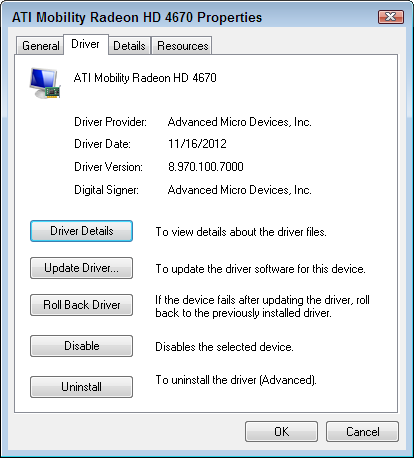 ATI Mobility Radeon HD 4670 Properties
General Driver Details Resources
ATI Mobility Radeon HD 4670
Driver Provider: Advanced Micro Devices, Inc.
Driver Date: 11/16/2012
Driver Version: 8.970.100.7000
Digital Signer: Advanced Micro Devices, Inc.
Driver Details To view details about the driver files.
Update Driver... To update the driver software for this device.
Roll Back Driver If the device fails after updating the driver, roll
back to the previously installed driver.
Disable Disables the selected device.
Uninstall To uninstall the driver (Advanced).
OK Cancel